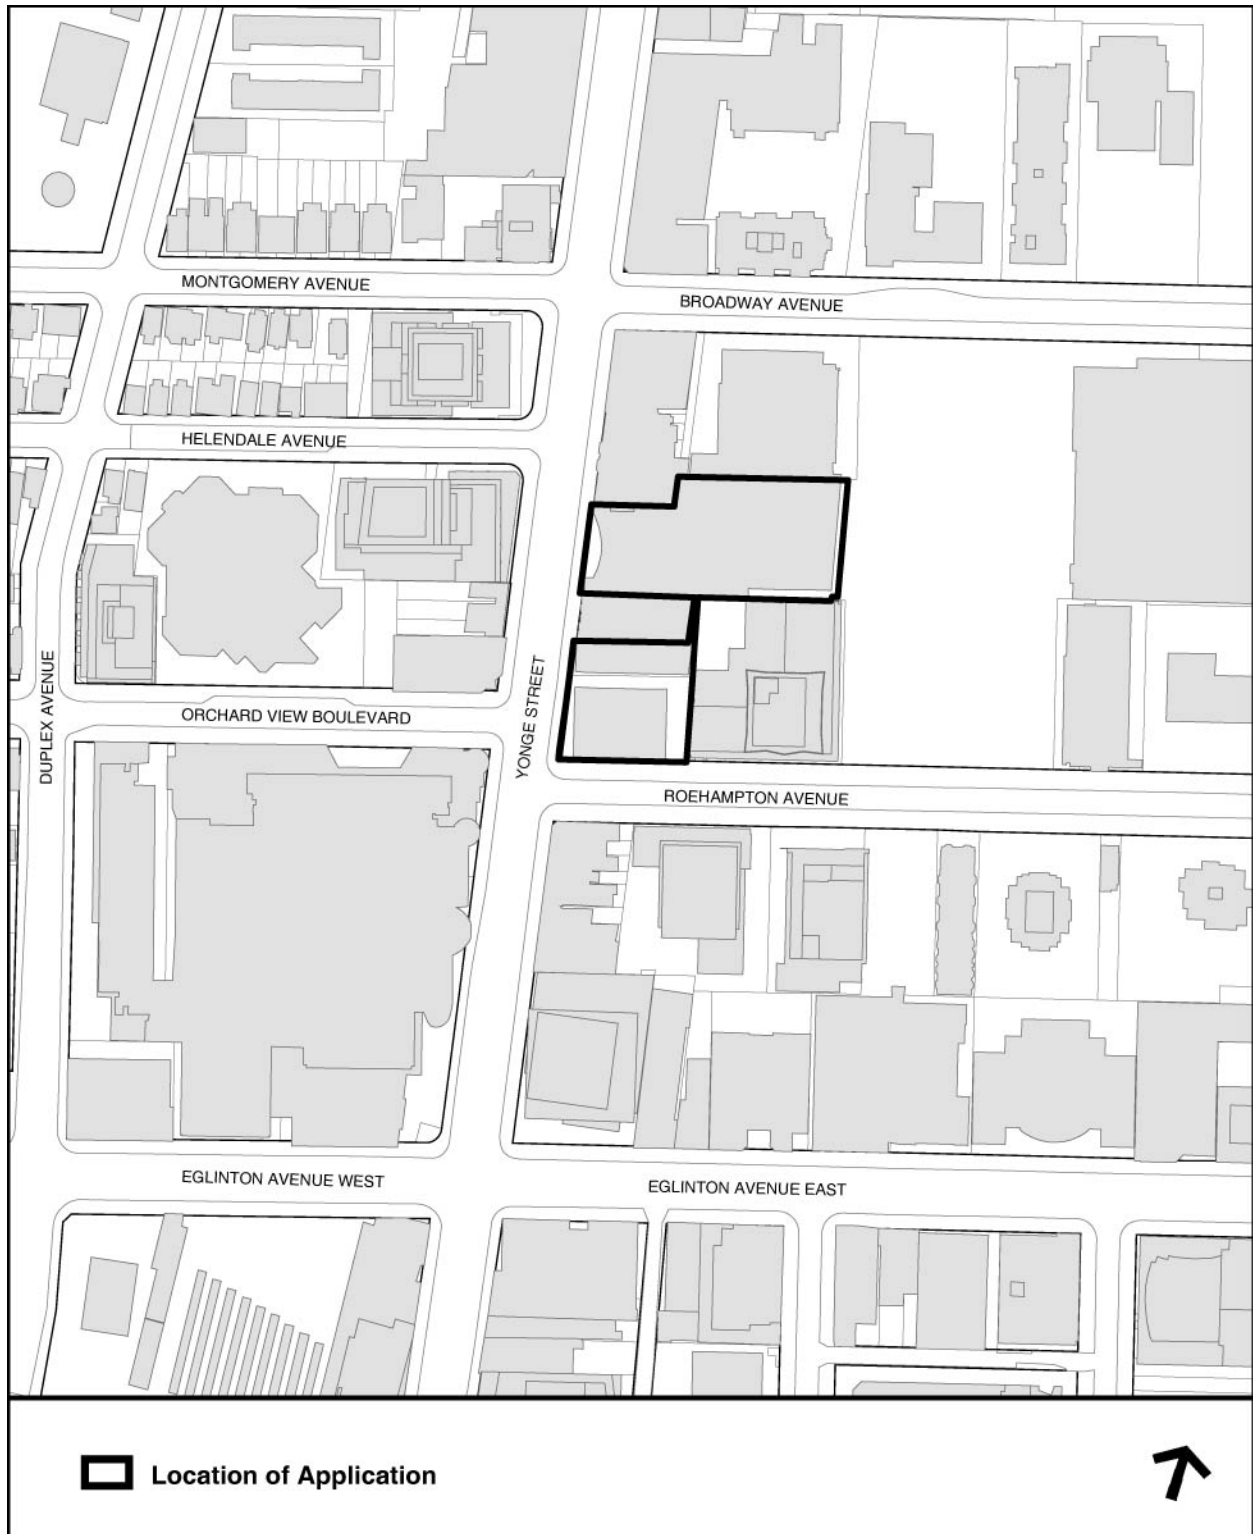 MONTGOMERY AVENUE
BROADWAY AVENUE
HELENDALE AVENUE
DUPLEX AVENUE
ORCHARD VIEW BOULEVARD
YONGE STREET
ROEHAMPTON AVENUE
EGLINTON AVENUE WEST
EGLINTON AVENUE EAST
Location of Application